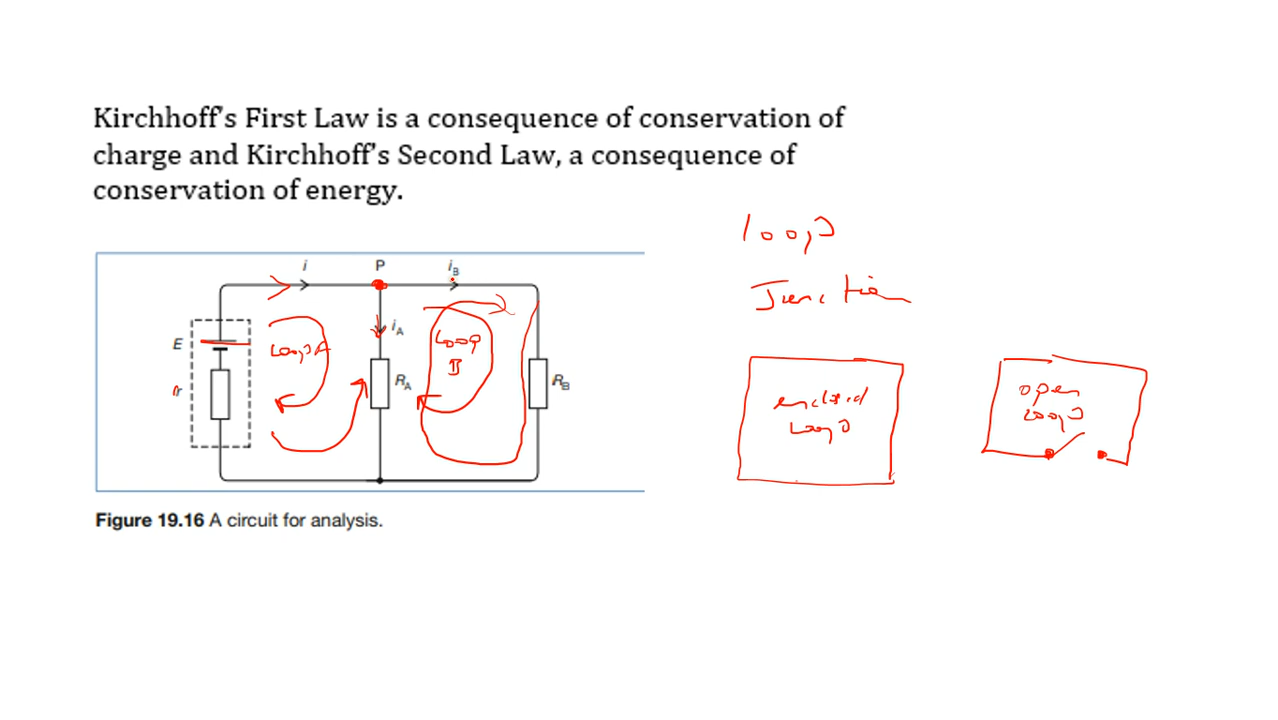 Kirchhoff's First Law is a consequence of conservation of
charge and Kirchhoff's Second Law, a consequence of
conservation of energy.
loop
Junction
i P iB
E Loop A iA Loop
B
r RA RB
enclosed
Loop
open
Loop
Figure 19.16 A circuit for analysis.